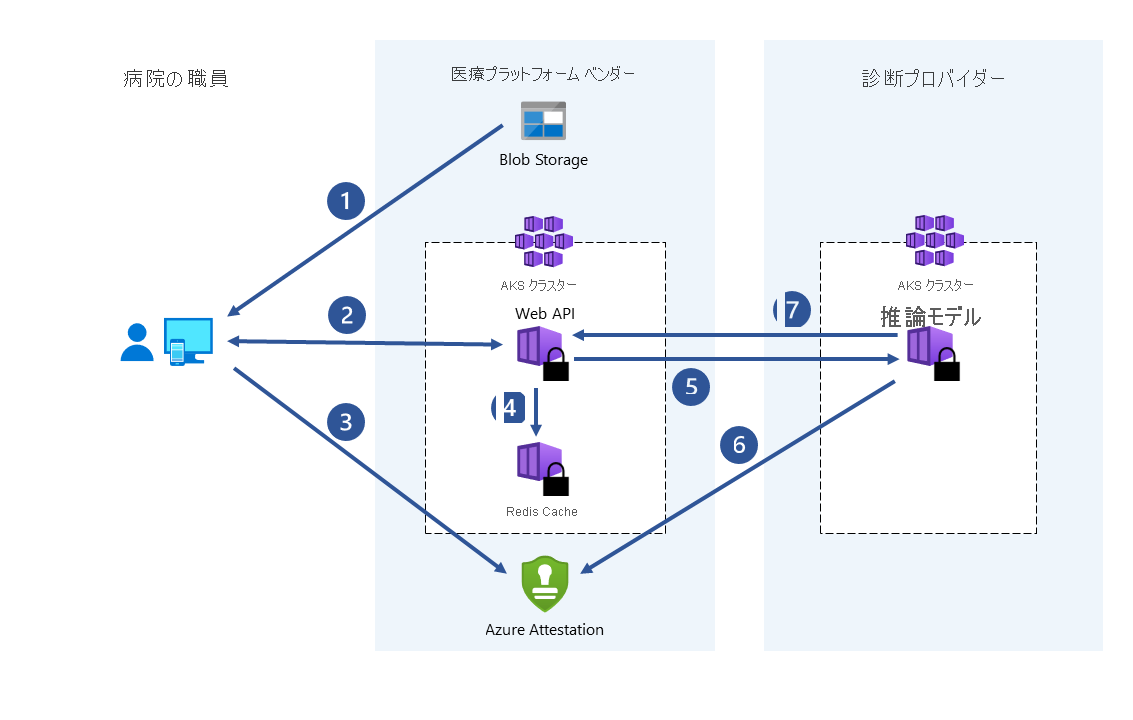 病院の職員
医療プラットフォーム ベンダー
診断プロバイダー
Blob Storage
1
AKS クラスター
AKS クラスター
Web API
推論モデル
2
7
5
4
3
6
Redis Cache
Azure Attestation